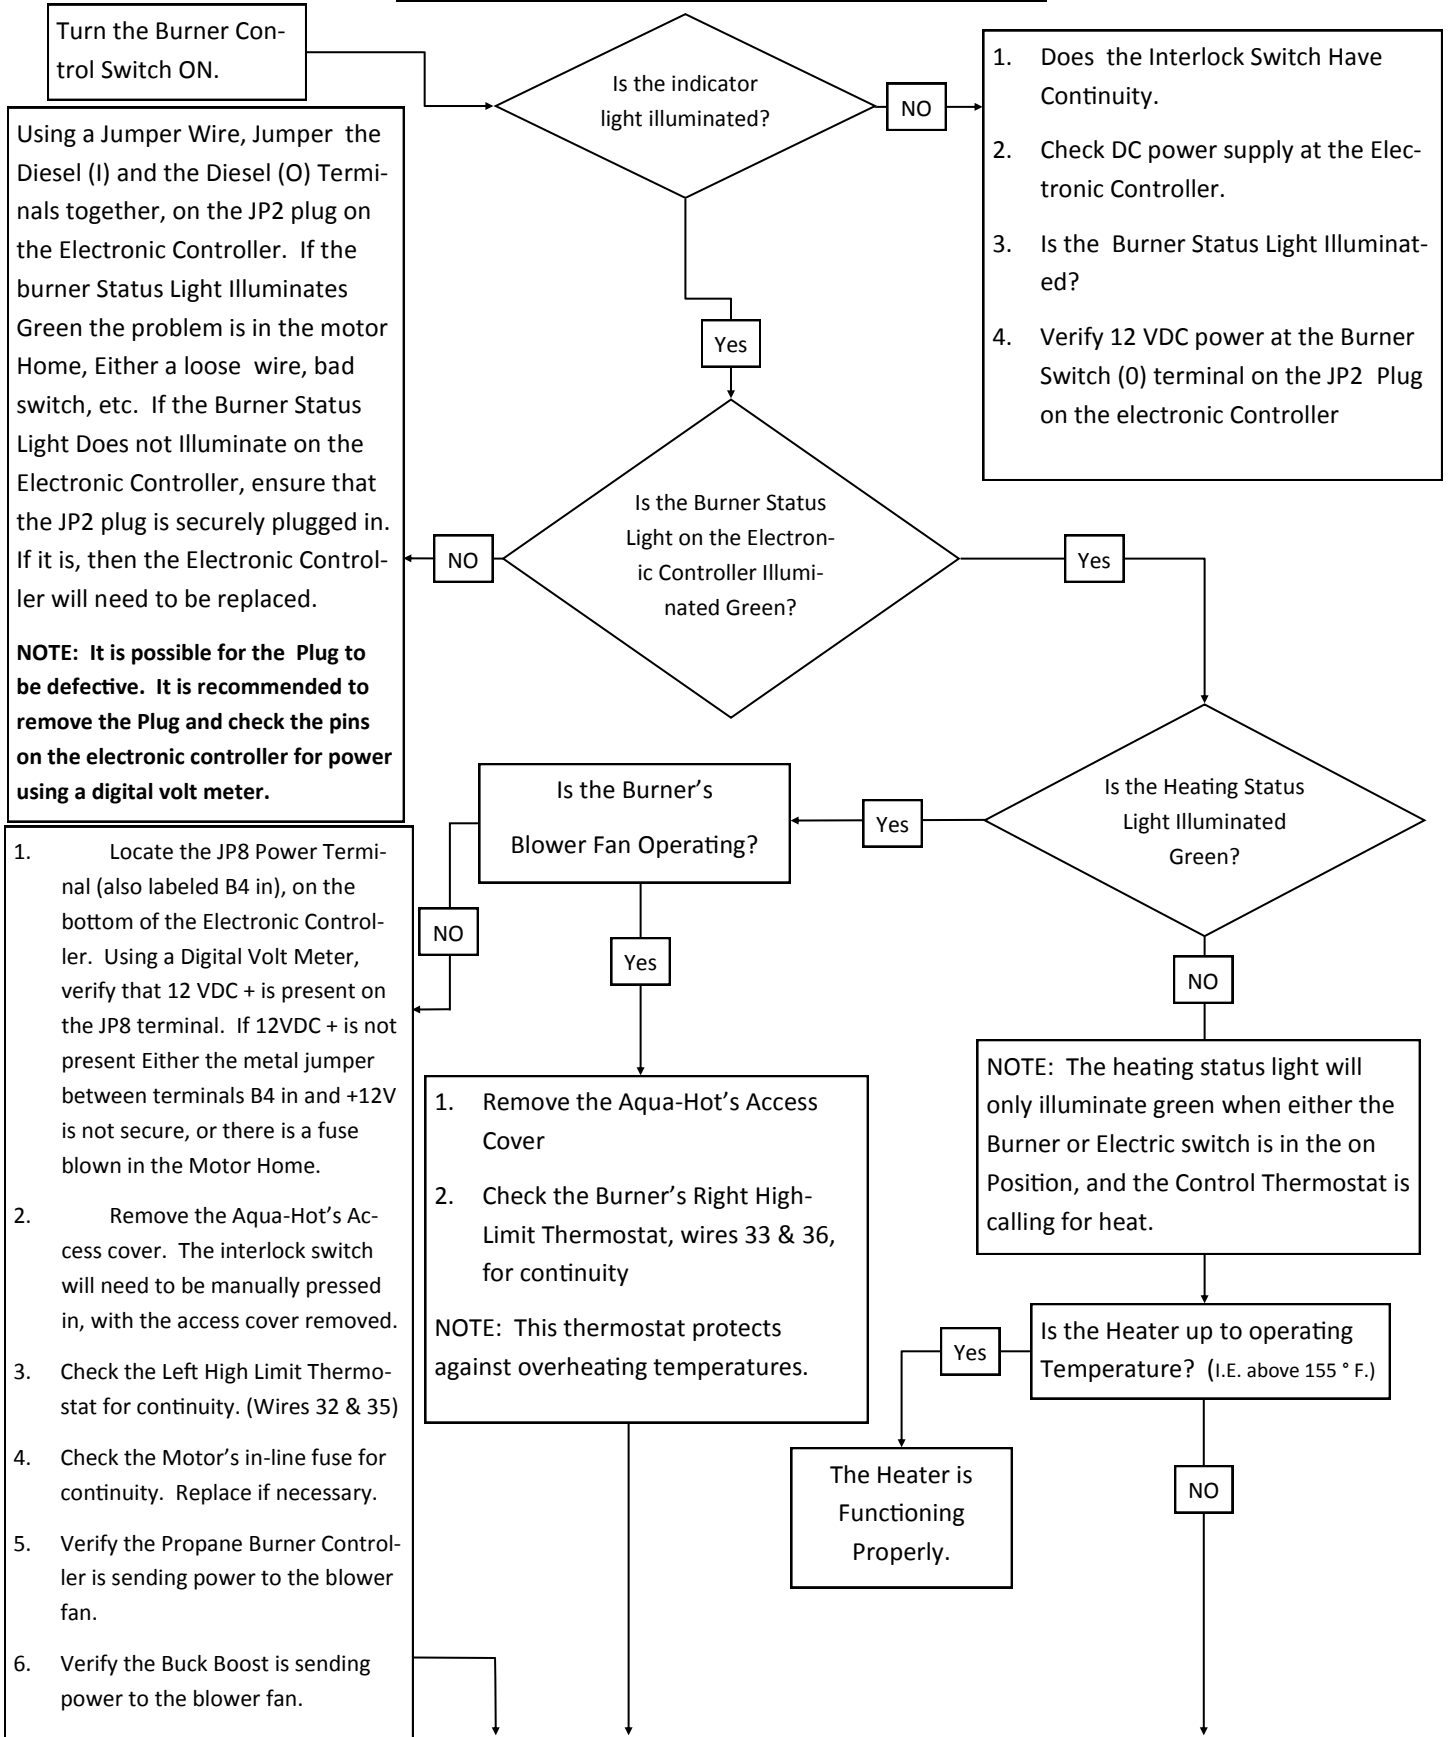 Turn the Burner Con-
trol Switch ON.
Is the indicator
light illuminated?
NO
1. Does the Interlock Switch Have
Continuity.
2. Check DC power supply at the Elec-
tronic Controller.
3. Is the Burner Status Light Illuminat-
ed?
4. Verify 12 VDC power at the Burner
Switch (0) terminal on the JP2 Plug
on the electronic Controller
Using a Jumper Wire, Jumper the
Diesel (I) and the Diesel (O) Termi-
nals together, on the JP2 plug on
the Electronic Controller. If the
burner Status Light Illuminates
Green the problem is in the motor
Home, Either a loose wire, bad
switch, etc. If the Burner Status
Light Does not Illuminate on the
Electronic Controller, ensure that
the JP2 plug is securely plugged in.
If it is, then the Electronic Control-
ler will need to be replaced.
NOTE: It is possible for the Plug to
be defective. It is recommended to
remove the Plug and check the pins
on the electronic controller for power
using a digital volt meter.
Yes
Is the Burner Status
Light on the Electron-
ic Controller Illumi-
nated Green?
NO
Yes
Is the Heating Status
Light Illuminated
Green?
Yes
Is the Burner's
Blower Fan Operating?
NO
Yes
NO
1. Locate the JP8 Power Termi-
nal (also labeled B4 in), on the
bottom of the Electronic Control-
ler. Using a Digital Volt Meter,
verify that 12 VDC + is present on
the JP8 terminal. If 12VDC + is not
present Either the metal jumper
between terminals B4 in and +12V
is not secure, or there is a fuse
blown in the Motor Home.
2. Remove the Aqua-Hot's Ac-
cess cover. The interlock switch
will need to be manually pressed
in, with the access cover removed.
3. Check the Left High Limit Thermo-
stat for continuity. (Wires 32 & 35)
4. Check the Motor's in-line fuse for
continuity. Replace if necessary.
5. Verify the Propane Burner Control-
ler is sending power to the blower
fan.
6. Verify the Buck Boost is sending
power to the blower fan.
1. Remove the Aqua-Hot's Access
Cover
2. Check the Burner's Right High-
Limit Thermostat, wires 33 & 36,
for continuity
NOTE: This thermostat protects
against overheating temperatures.
NOTE: The heating status light will
only illuminate green when either the
Burner or Electric switch is in the on
Position, and the Control Thermostat is
calling for heat.
Is the Heater up to operating
Temperature? (I.E. above 155 ° F.)
Yes
The Heater is
Functioning
Properly.
NO